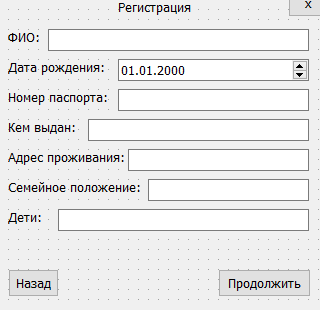 Регистрация
x
ФИО:
Дата рождения: 01.01.2000
Номер паспорта:
Кем выдан:
Адрес проживания:
Семейное положение:
Дети:
Назад Продолжить